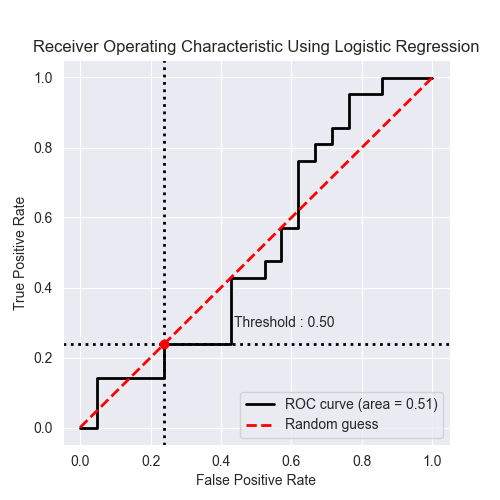 Receiver Operating Characteristic Using Logistic Regression
1.0
0.8
0.6
0.4
0.2
0.0
True Positive Rate
Threshold : 0.50
ROC curve (area = 0.51)
Random guess
0.0 0.2 0.4 0.6 0.8 1.0
False Positive Rate